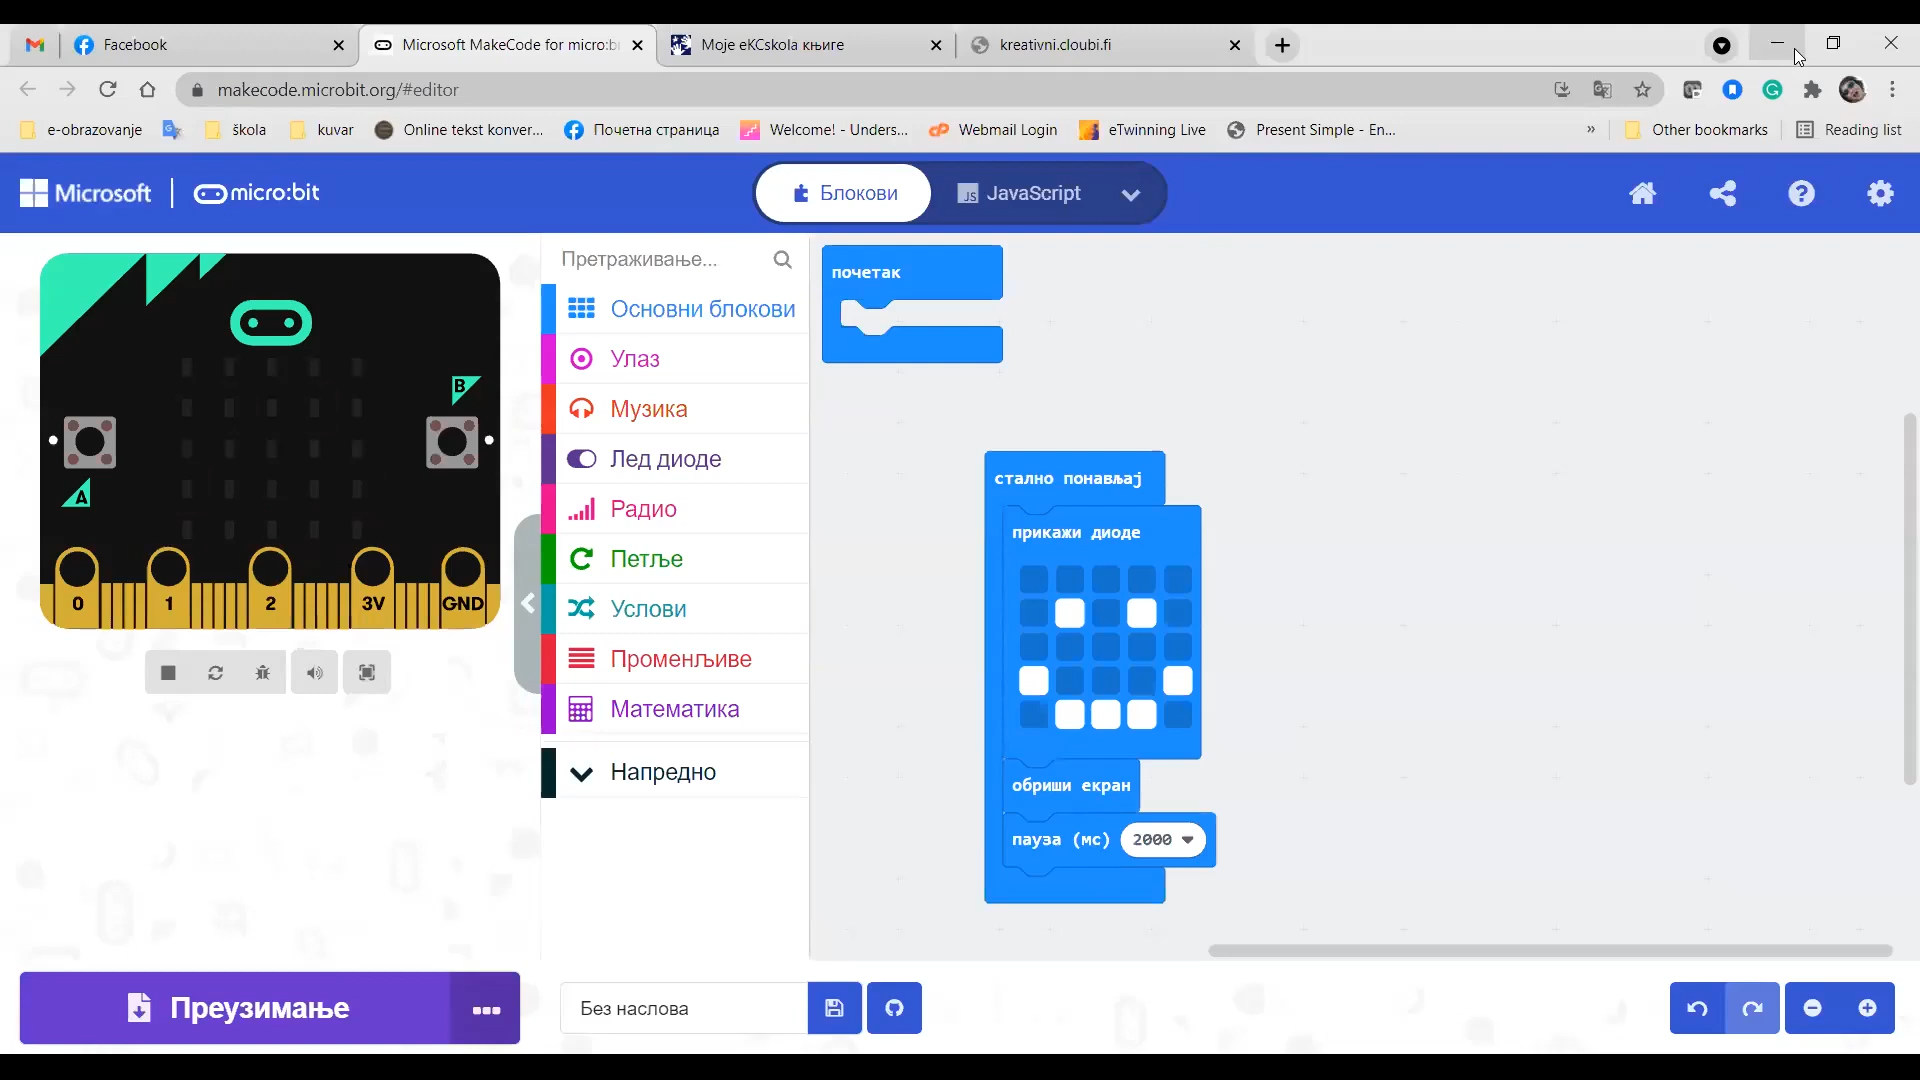 Facebook
Microsoft MakeCode for micro:bi
Moje eKCskola књиге
kreativni.cloubi.fi
makecode.microbit.org/#editor
e-obrazovanje
škola
kuvar
Online tekst konver...
Почетна страница
Welcome! - Unders...
Webmail Login
eTwinning Live
Present Simple - En...
»
Other bookmarks
Reading list
Microsoft
micro:bit
Блокови
JS
JavaScript
Претраживање...
Основни блокови
Улаз
Музика
Лед диоде
Радио
Петље
Услови
Променљиве
Математика
Напредно
B
A
0
1
2
3V
GND
почетак
стално понављај
прикажи диоде
обриши екран
пауза (мс) 2000
Преузимање
...
Без наслова